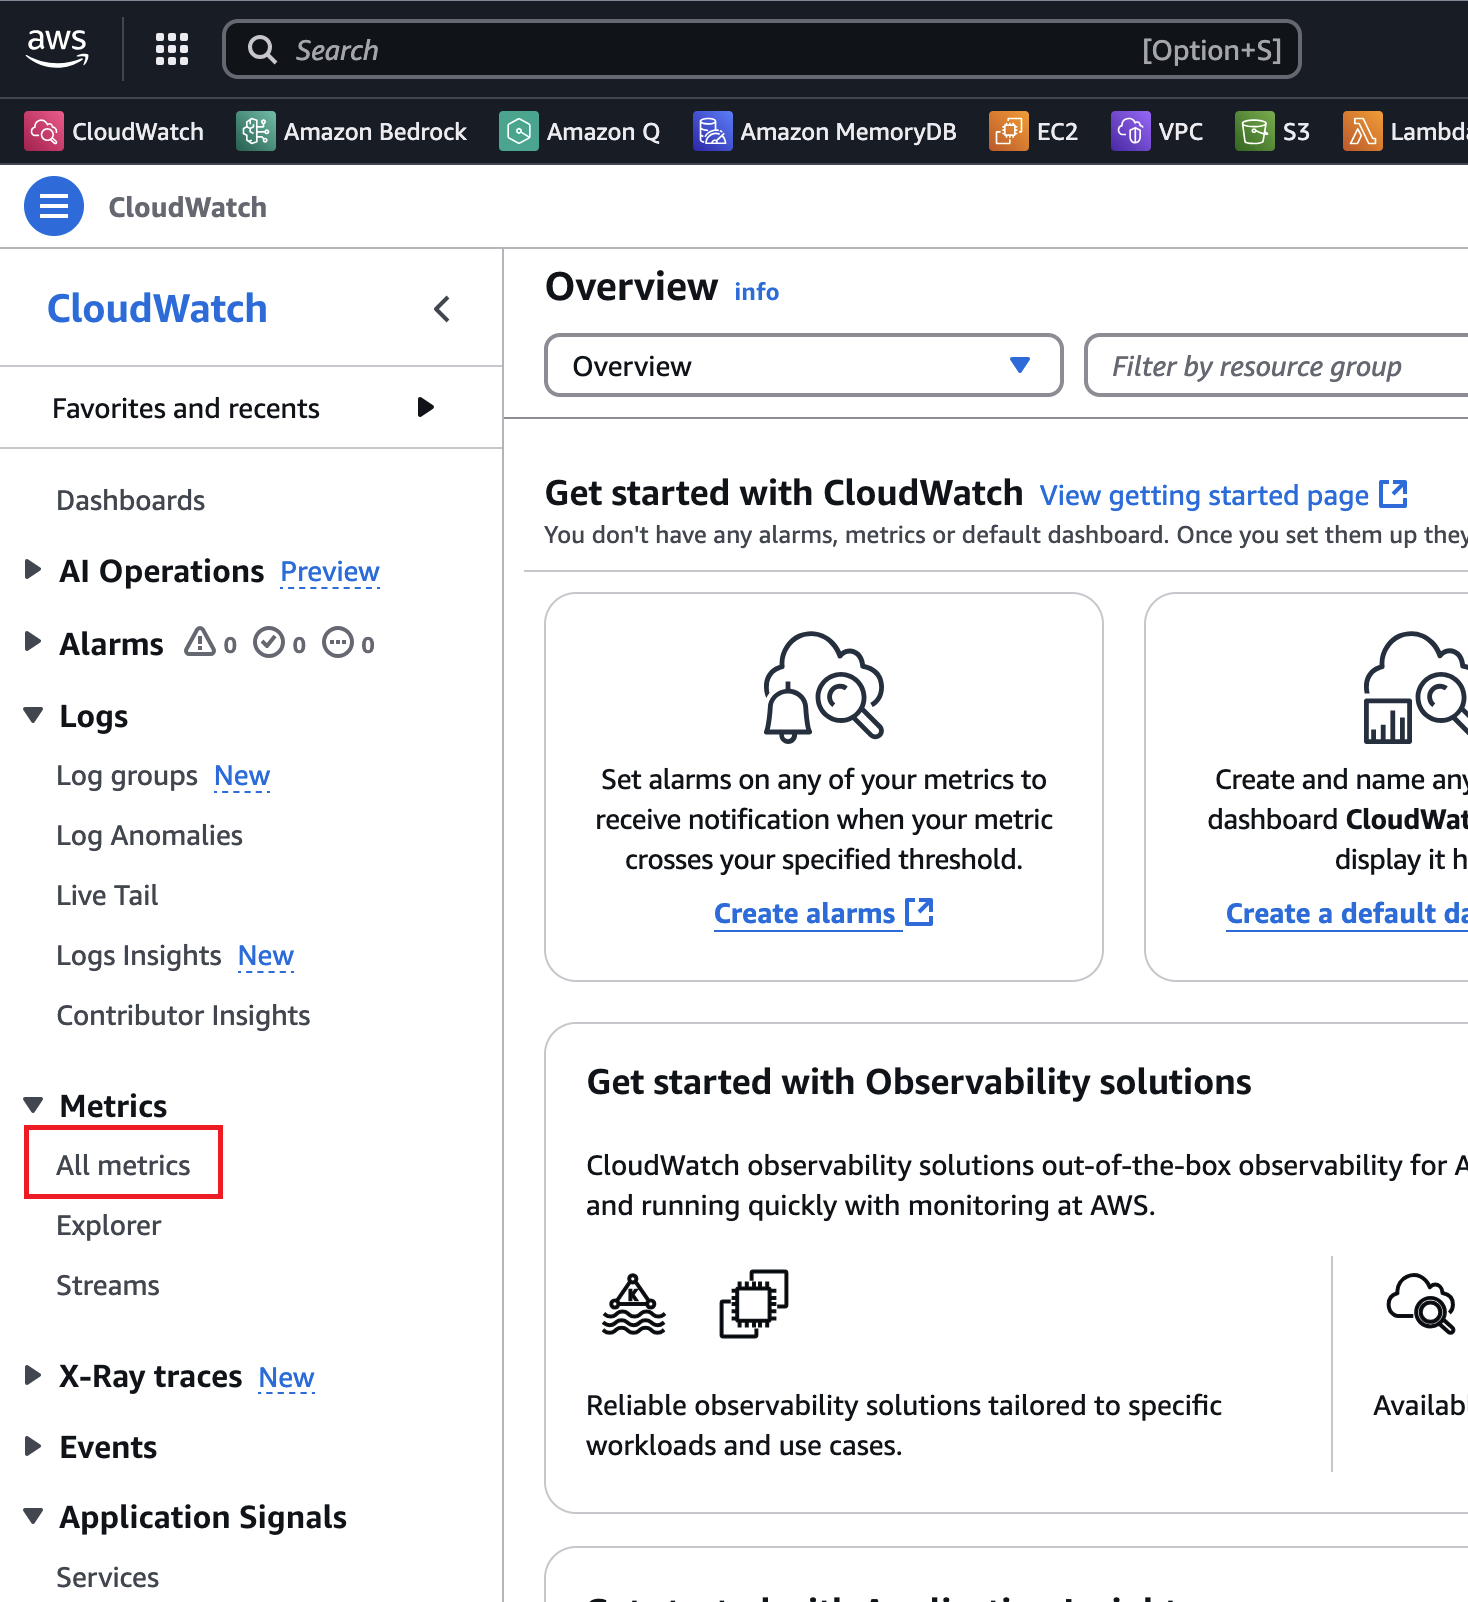 aws Search [Option+S]
CloudWatch Amazon Bedrock Amazon Q Amazon MemoryDB EC2 VPC S3 Lambda
CloudWatch
CloudWatch
Favorites and recents
Dashboards
AI Operations Preview
Alarms 0 0 0
Logs
Log groups New
Log Anomalies
Live Tail
Logs Insights New
Contributor Insights
Metrics
All metrics
Explorer
Streams
X-Ray traces New
Events
Application Signals
Services
Overview info
Overview Filter by resource group
Get started with CloudWatch View getting started page
You don't have any alarms, metrics or default dashboard. Once you set them up they
Set alarms on any of your metrics to
receive notification when your metric
crosses your specified threshold.
Create alarms
Create and name any
dashboard CloudWat
display it h
Create a default da
Get started with Observability solutions
CloudWatch observability solutions out-of-the-box observability for A
and running quickly with monitoring at AWS.
K
Reliable observability solutions tailored to specific
workloads and use cases.
Availab